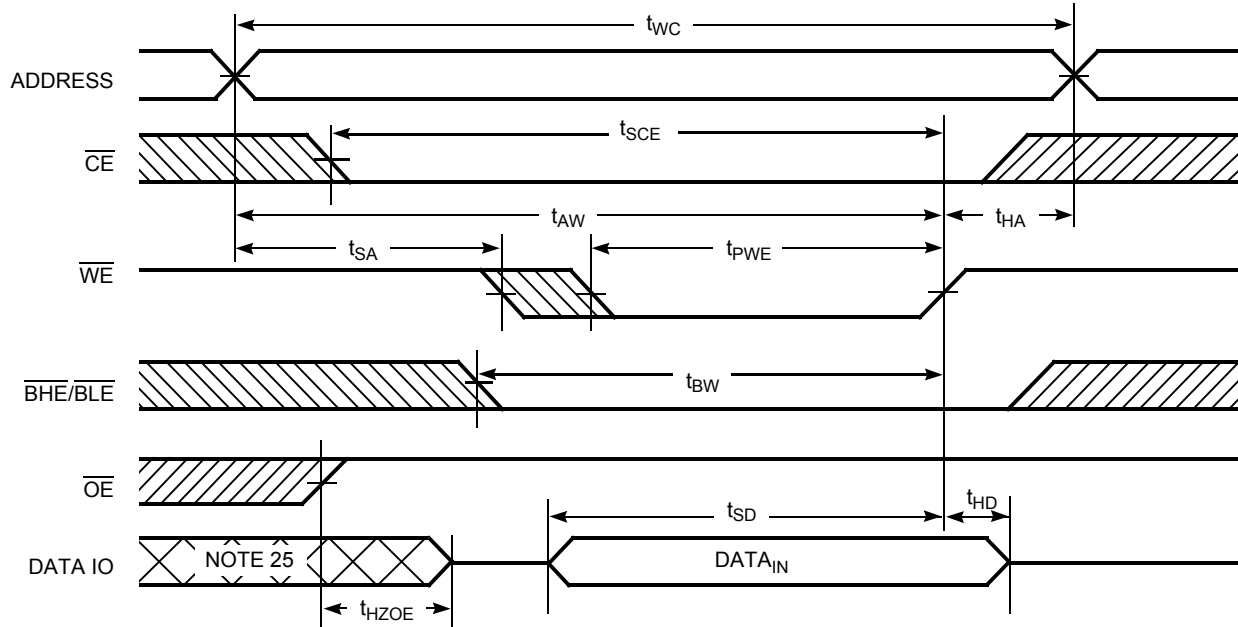 tWC
ADDRESS
tSCE
CE
tAW
tHA
tSA
tPWE
WE
tBW
BHE/BLE
OE
tHD
tSD
DATA IO
NOTE 25
DATAIN
tHZOE